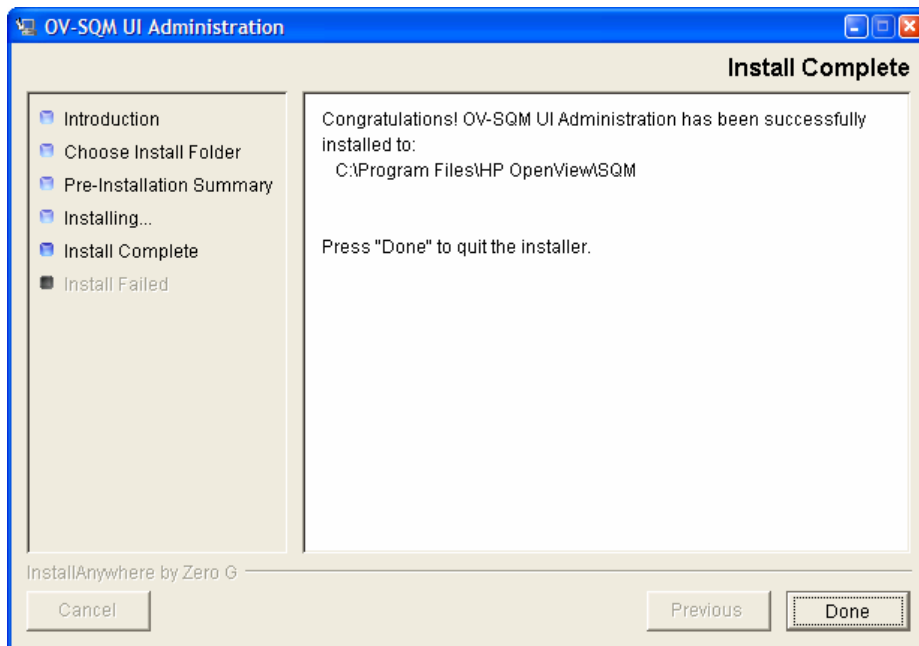 OV-SQM UI Administration
Install Complete
Introduction
Choose Install Folder
Pre-Installation Summary
Installing...
Install Complete
Install Failed
Congratulations! OV-SQM UI Administration has been successfully
installed to:
C:\Program Files\HP OpenView\SQM
Press "Done" to quit the installer.
InstallAnywhere by Zero G
Cancel
Previous
Done